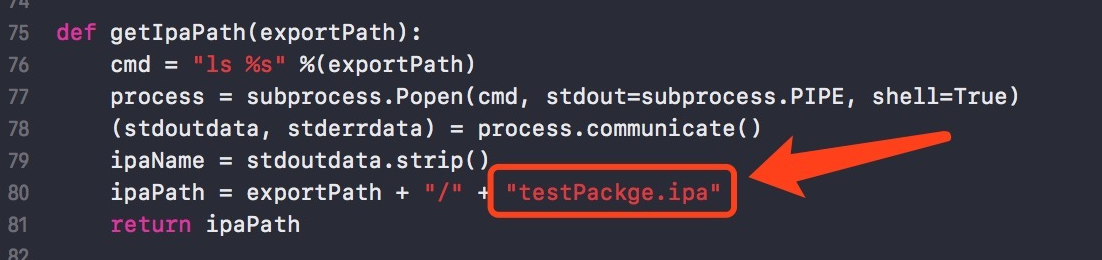 74
75 def getIpaPath(exportPath):
76     cmd = "ls %s" %(exportPath)
77     process = subprocess.Popen(cmd, stdout=subprocess.PIPE, shell=True)
78     (stdoutdata, stderrdata) = process.communicate()
79     ipaName = stdoutdata.strip()
80     ipaPath = exportPath + "/" + "testPackge.ipa"
81     return ipaPath
82